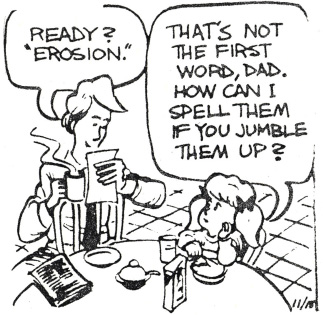 READY?
"EROSION."
THAT'S NOT
THE FIRST
WORD, DAD.
HOW CAN I
SPELL THEM
IF YOU JUMBLE
THEM UP?